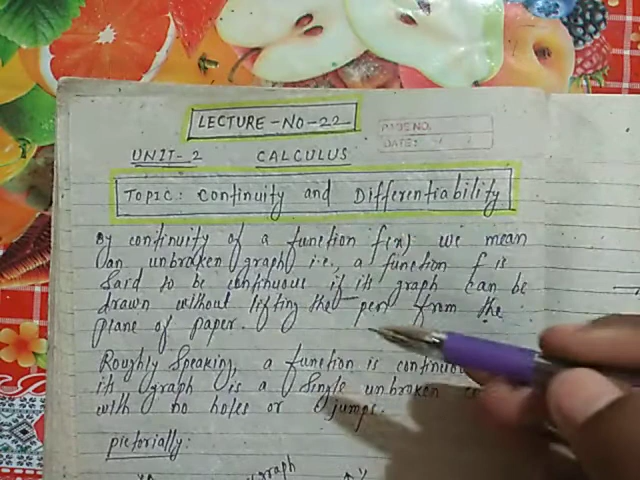 LECTURE-NO-22
PAGE NO.
DATE:
UNIT-2 CALCULUS
TOPIC: Continuity and Differentiability
By continuity of a function f(x) we mean
an unbroken graph i.e., a function f is
said to be continuous if its graph can be
drawn without lifting the pen from the
plane of paper.
Roughly Speaking, a function is continuou
its graph is a single unbroken
with no holes or jumps.
pictorially:
graph